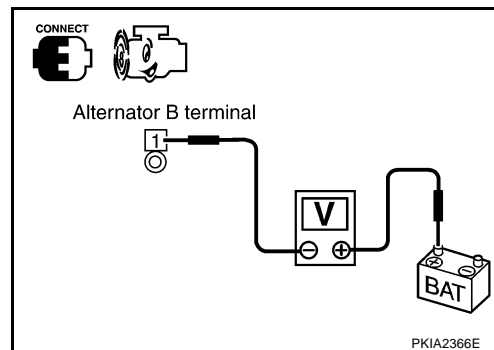 CONNECT
Alternator B terminal
1
V
− +
+ −
BAT
PKIA2366E